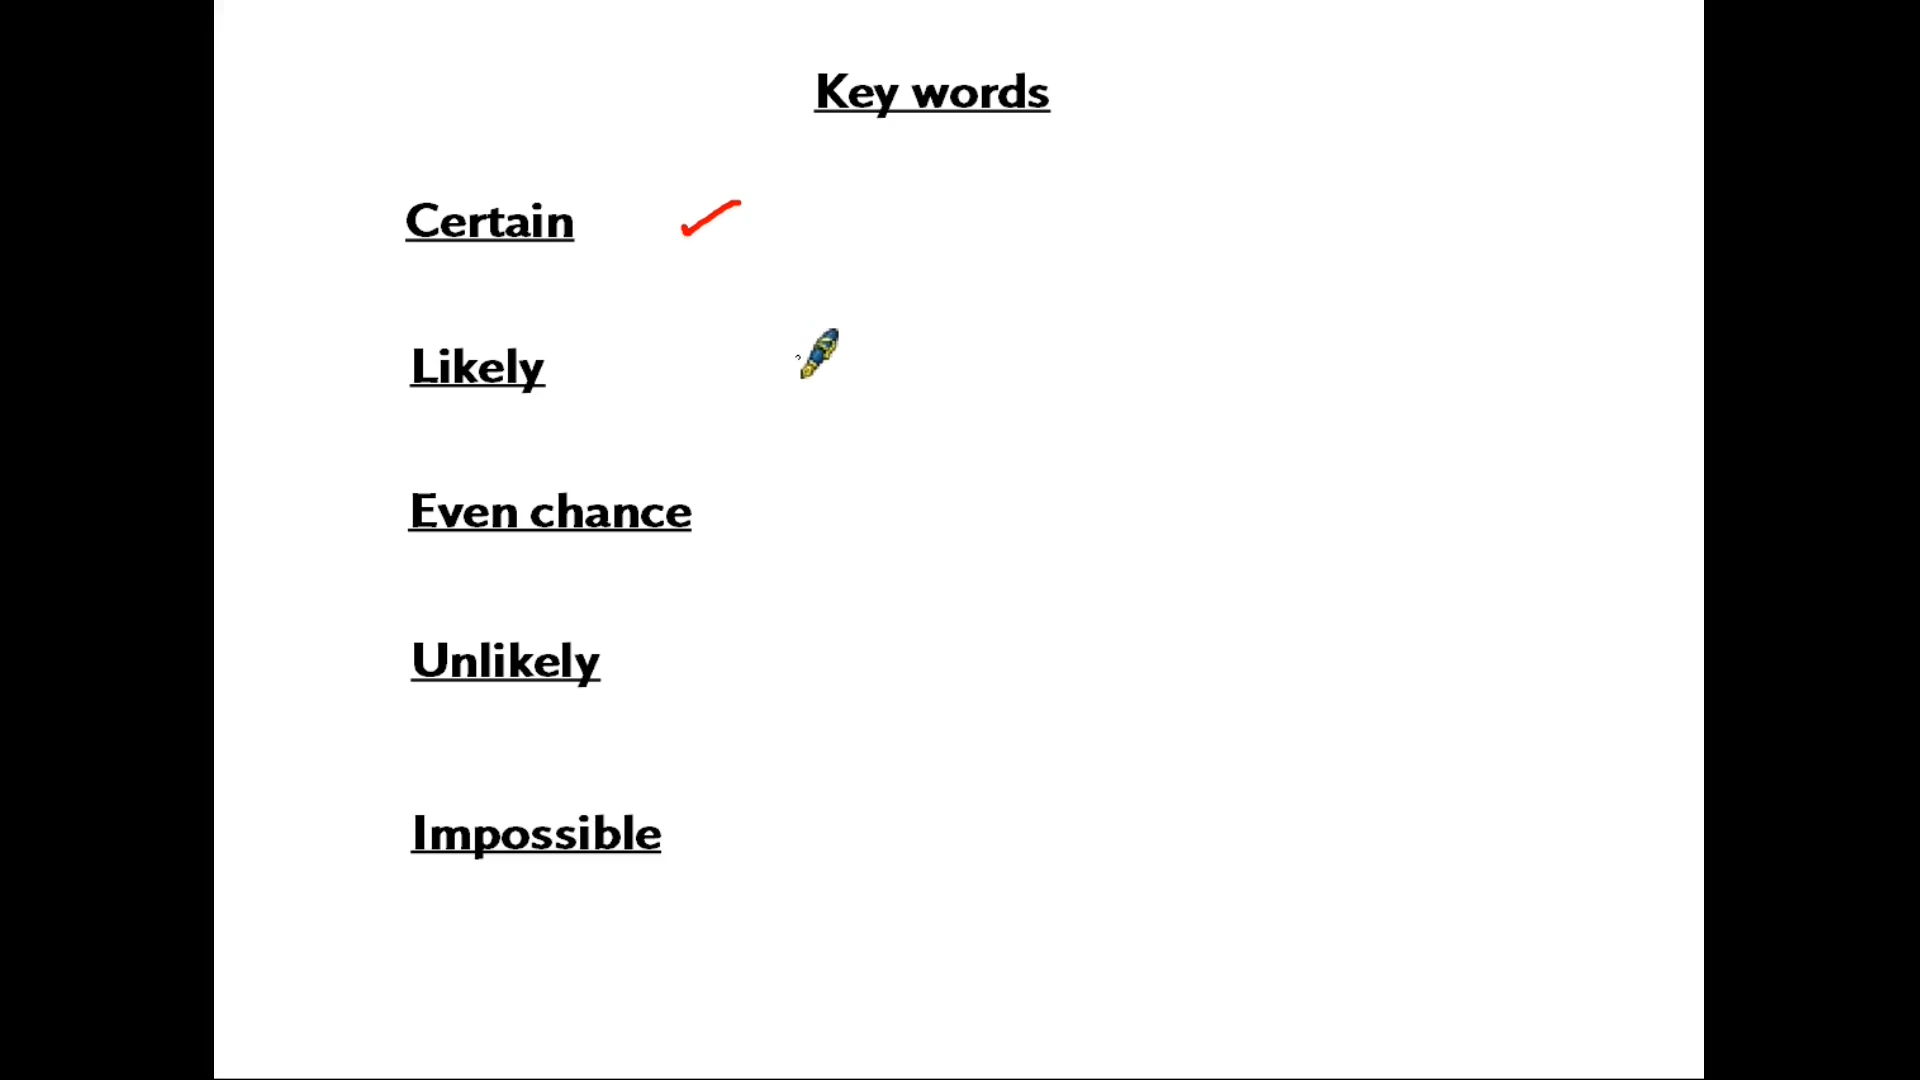 Key words
Certain
Likely
Even chance
Unlikely
Impossible